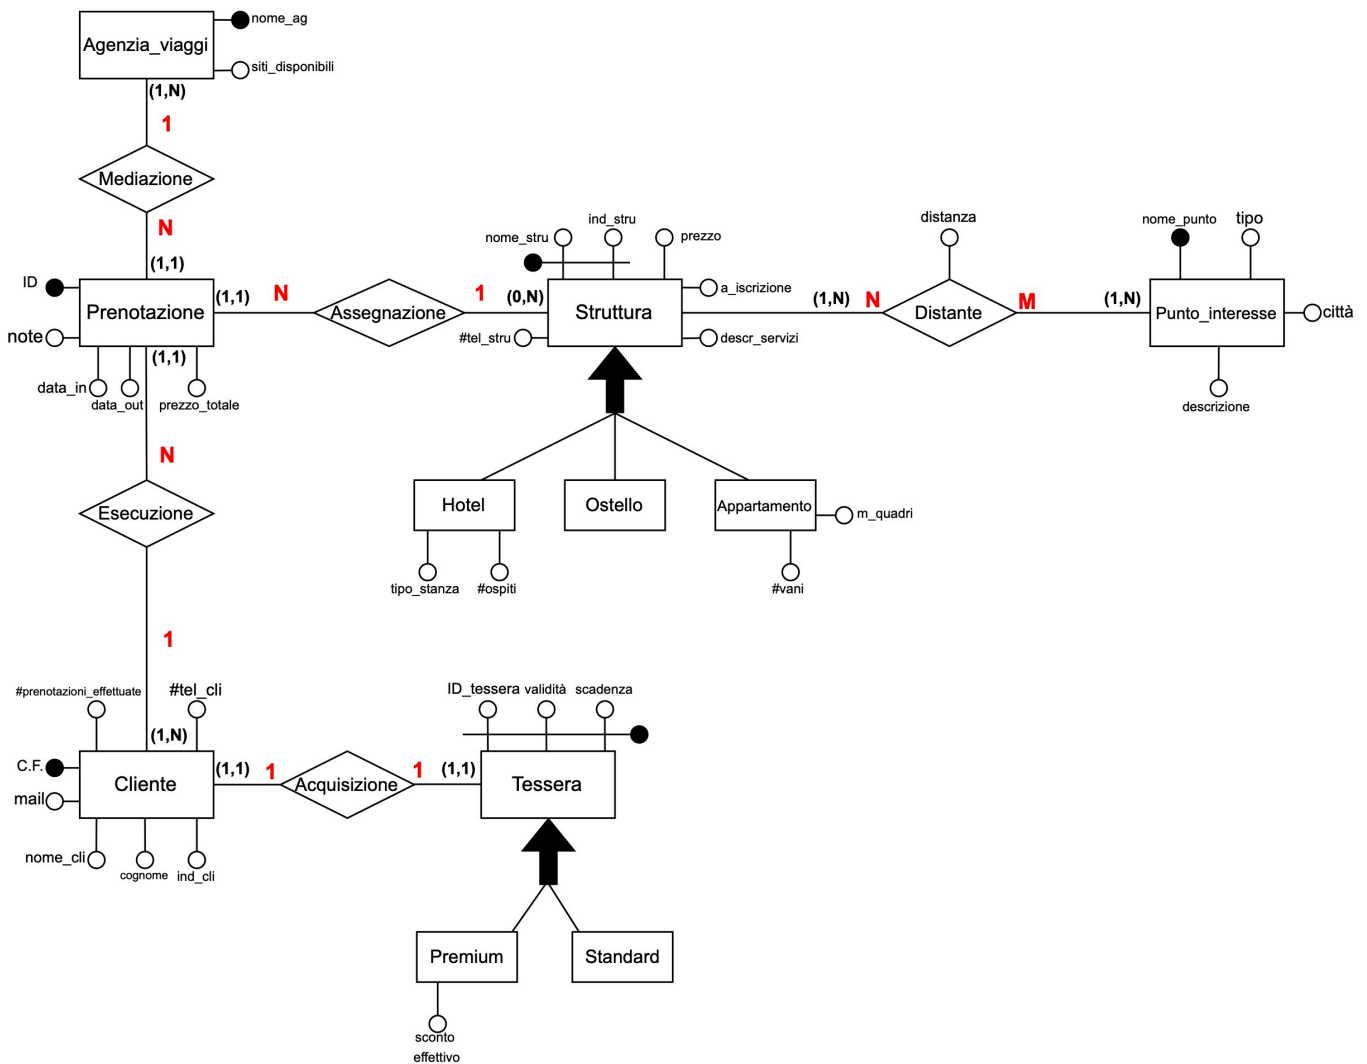 nome_ag
Agenzia_viaggi
siti_disponibili
(1,N)
1
Mediazione
N
(1,1)
ID
Prenotazione
note
(1,1)
N
Assegnazione
1
(0,N)
(1,1)
data_in
data_out
prezzo_totale
nome_stru
ind_stru
prezzo
a_iscrizione
Struttura
#tel_stru
descr_servizi
(1,N)
N
distanza
Distante
M
(1,N)
nome_punto
tipo
Punto_interesse
città
descrizione
Hotel
Ostello
Appartamento
m_quadri
tipo_stanza
#ospiti
#vani
N
Esecuzione
1
#prenotazioni_effettuate
#tel_cli
(1,N)
C.F.
Cliente
mail
nome_cli
cognome
ind_cli
(1,1)
1
Acquisizione
1
(1,1)
ID_tessera
validità
scadenza
Tessera
Premium
Standard
sconto
effettivo